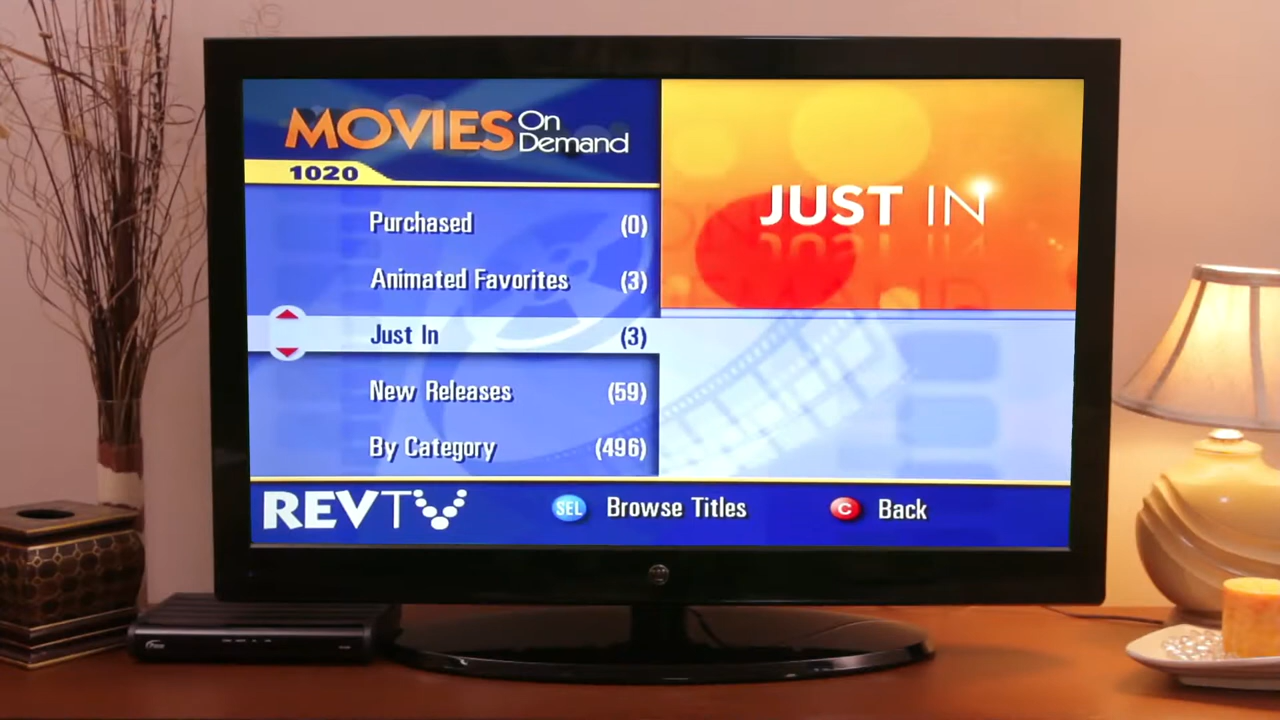 MOVIES On Demand
1020
JUST IN
Purchased (0)
Animated Favorites (3)
Just In (3)
New Releases (59)
By Category (496)
REVTV
SEL Browse Titles
C Back